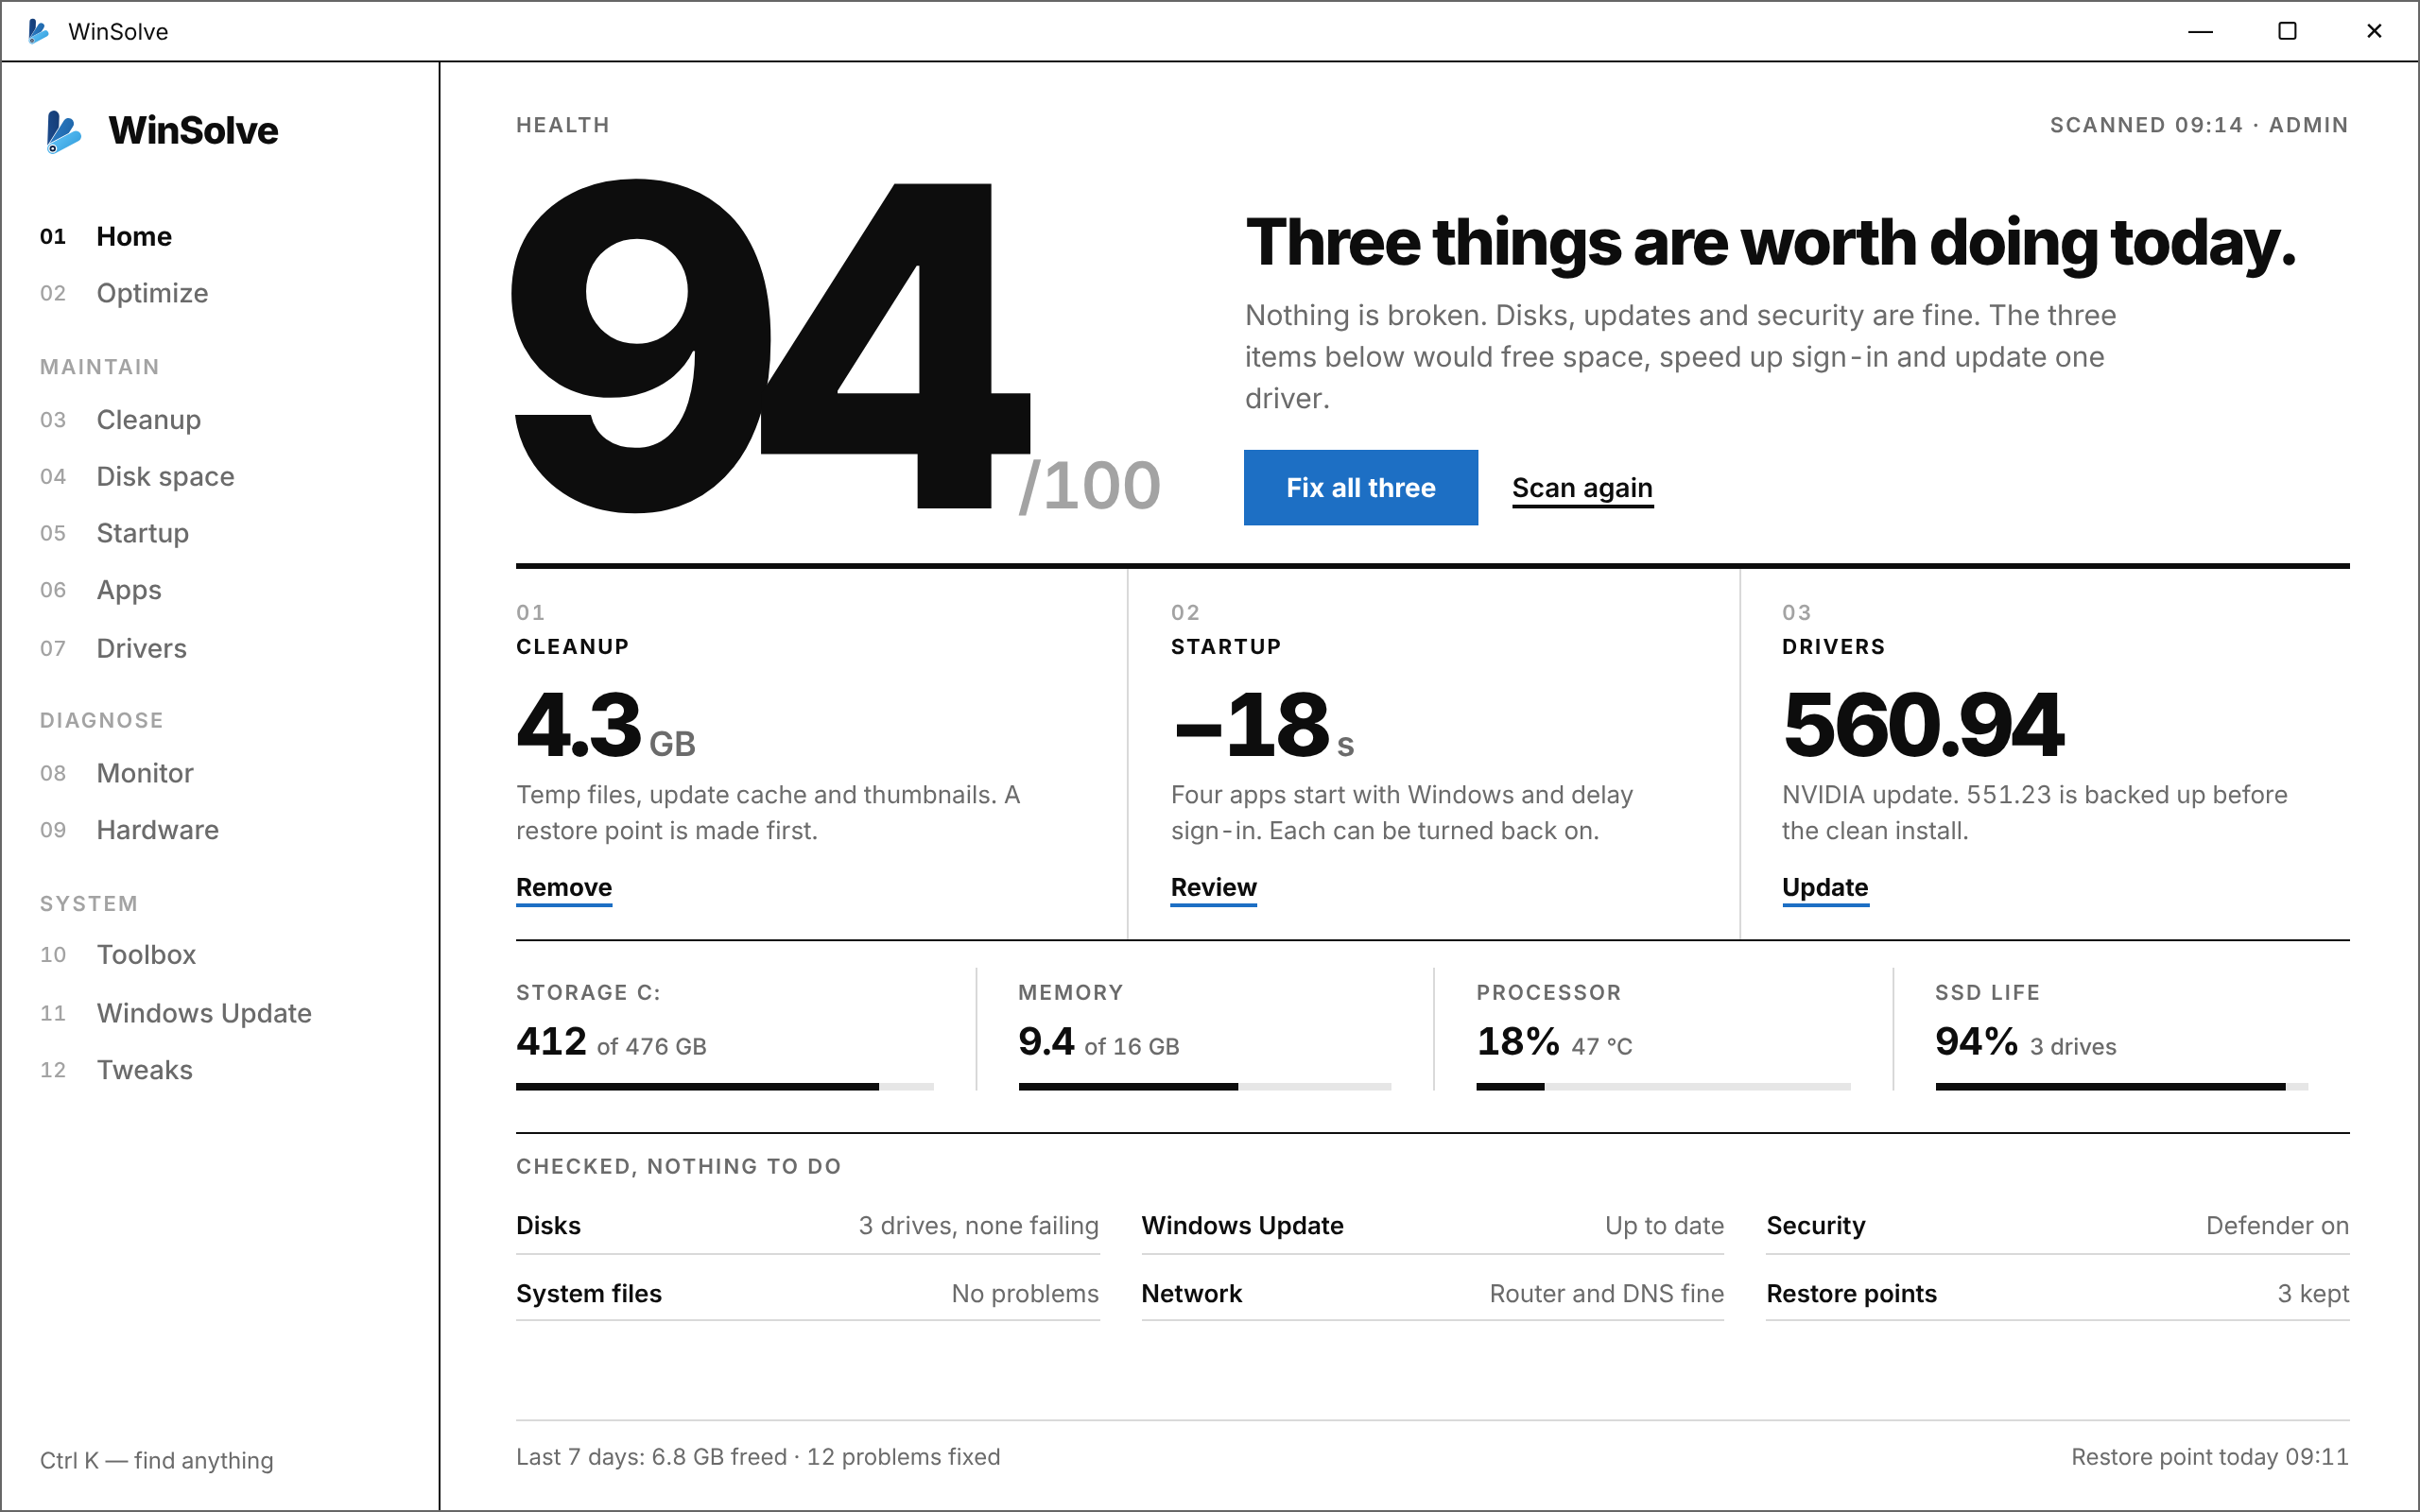 WinSolve
WinSolve
01 Home
02 Optimize
MAINTAIN
03 Cleanup
04 Disk space
05 Startup
06 Apps
07 Drivers
DIAGNOSE
08 Monitor
09 Hardware
SYSTEM
10 Toolbox
11 Windows Update
12 Tweaks
Ctrl K — find anything
HEALTH
SCANNED 09:14 · ADMIN
94/100
Three things are worth doing today.
Nothing is broken. Disks, updates and security are fine. The three
items below would free space, speed up sign-in and update one
driver.
Fix all three
Scan again
01
CLEANUP
4.3 GB
Temp files, update cache and thumbnails. A
restore point is made first.
Remove
02
STARTUP
−18 s
Four apps start with Windows and delay
sign-in. Each can be turned back on.
Review
03
DRIVERS
560.94
NVIDIA update. 551.23 is backed up before
the clean install.
Update
STORAGE C:
412 of 476 GB
MEMORY
9.4 of 16 GB
PROCESSOR
18% 47 °C
SSD LIFE
94% 3 drives
CHECKED, NOTHING TO DO
Disks 3 drives, none failing
Windows Update Up to date
Security Defender on
System files No problems
Network Router and DNS fine
Restore points 3 kept
Last 7 days: 6.8 GB freed · 12 problems fixed
Restore point today 09:11